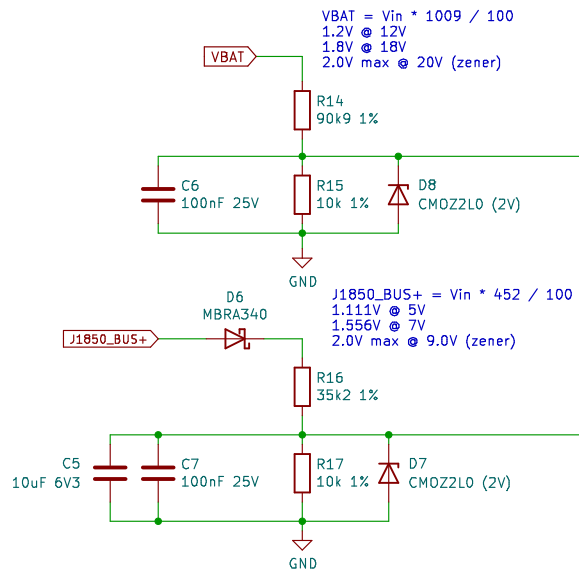 VBAT = Vin * 1009 / 100
1.2V @ 12V
1.8V @ 18V
2.0V max @ 20V (zener)
VBAT
R14
90k9 1%
C6
100nF 25V
R15
10k 1%
D8
CMOZ2L0 (2V)
GND
D6
MBRA340
J1850_BUS+ = Vin * 452 / 100
1.111V @ 5V
1.556V @ 7V
2.0V max @ 9.0V (zener)
J1850_BUS+
R16
35k2 1%
C5
10uF 6V3
C7
100nF 25V
R17
10k 1%
D7
CMOZ2L0 (2V)
GND